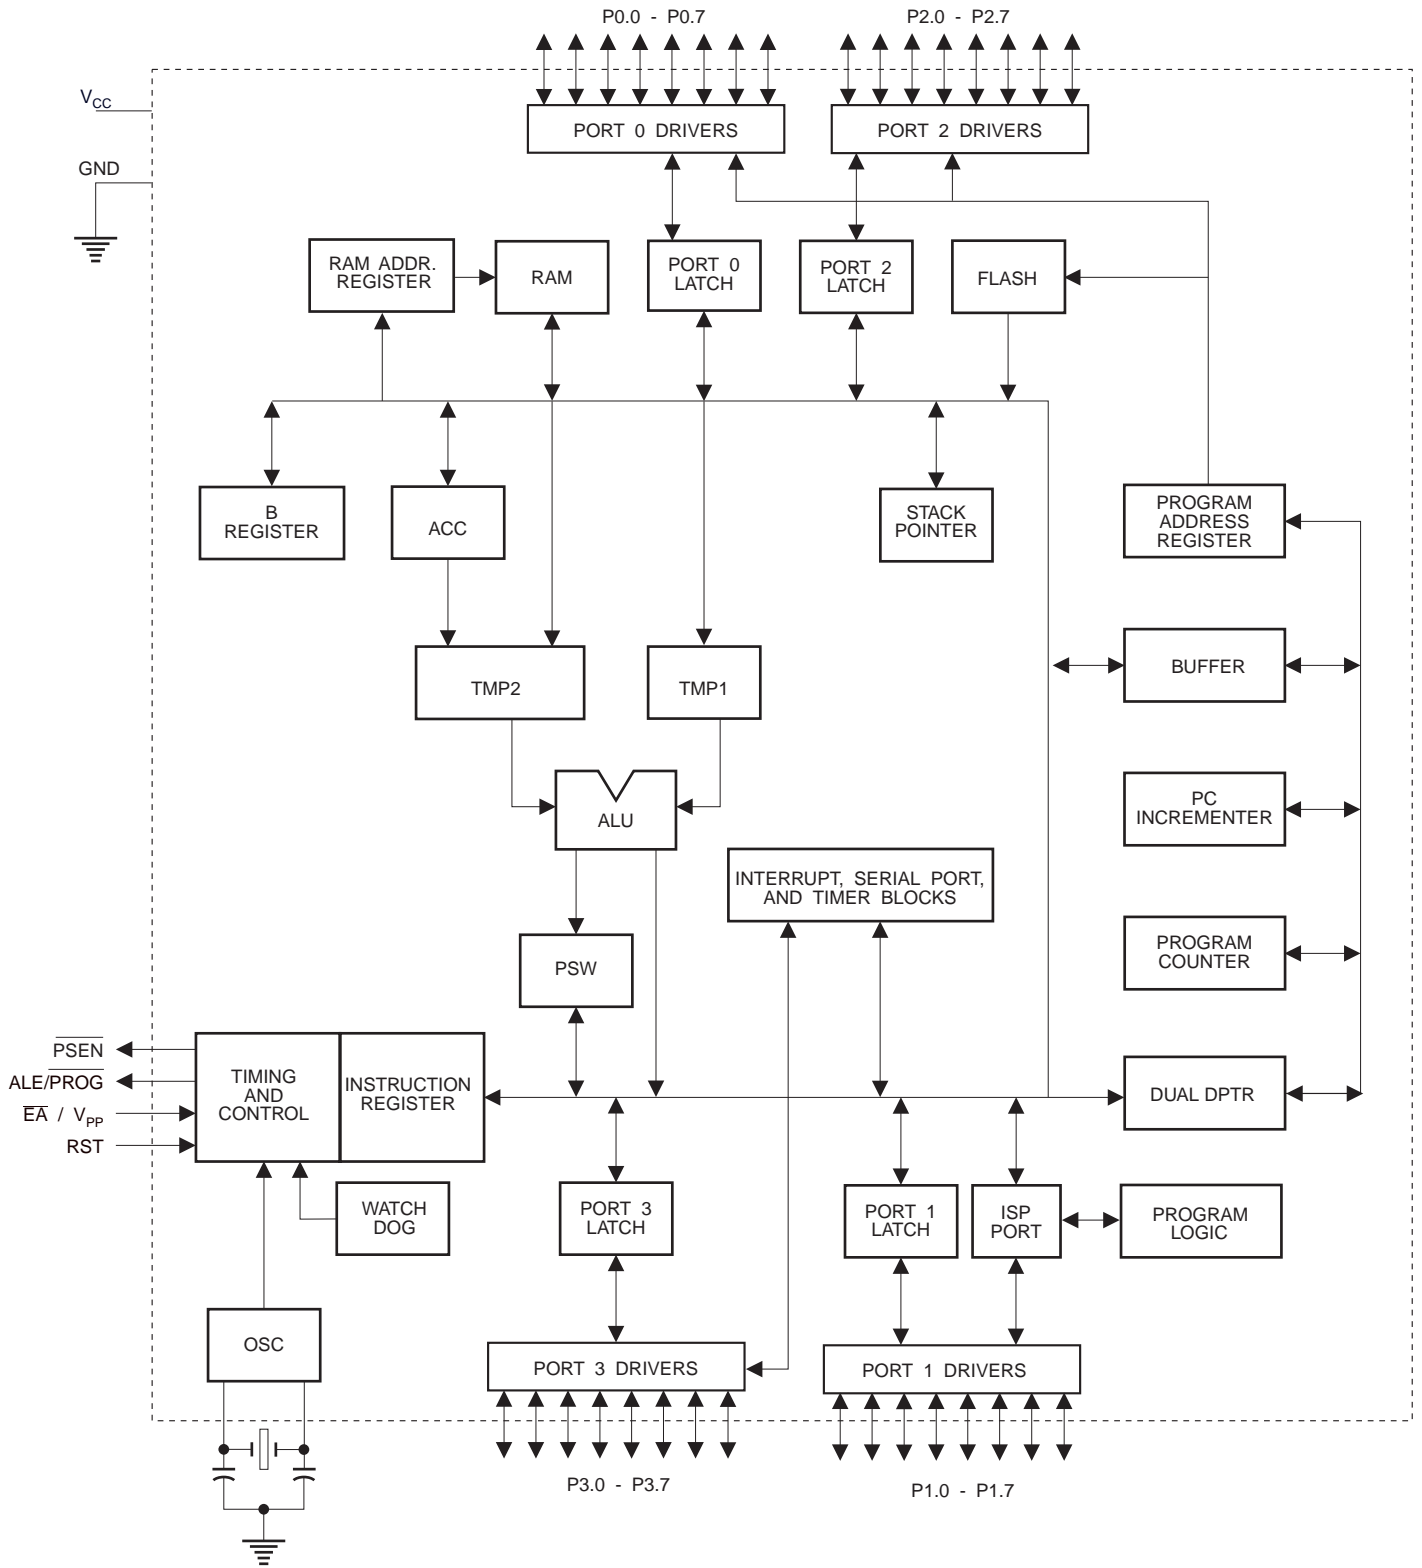 P0.0 - P0.7
P2.0 - P2.7
VCC
PORT 0 DRIVERS
PORT 2 DRIVERS
GND
RAM ADDR.
REGISTER
RAM
PORT 0
LATCH
PORT 2
LATCH
FLASH
B
REGISTER
ACC
STACK
POINTER
PROGRAM
ADDRESS
REGISTER
BUFFER
TMP2
TMP1
PC
INCREMENTER
ALU
INTERRUPT, SERIAL PORT,
AND TIMER BLOCKS
PROGRAM
COUNTER
PSW
PSEN
ALE/PROG
EA / VPP
RST
TIMING
AND
CONTROL
INSTRUCTION
REGISTER
DUAL DPTR
WATCH
DOG
PORT 3
LATCH
PORT 1
LATCH
ISP
PORT
PROGRAM
LOGIC
OSC
PORT 3 DRIVERS
PORT 1 DRIVERS
P3.0 - P3.7
P1.0 - P1.7